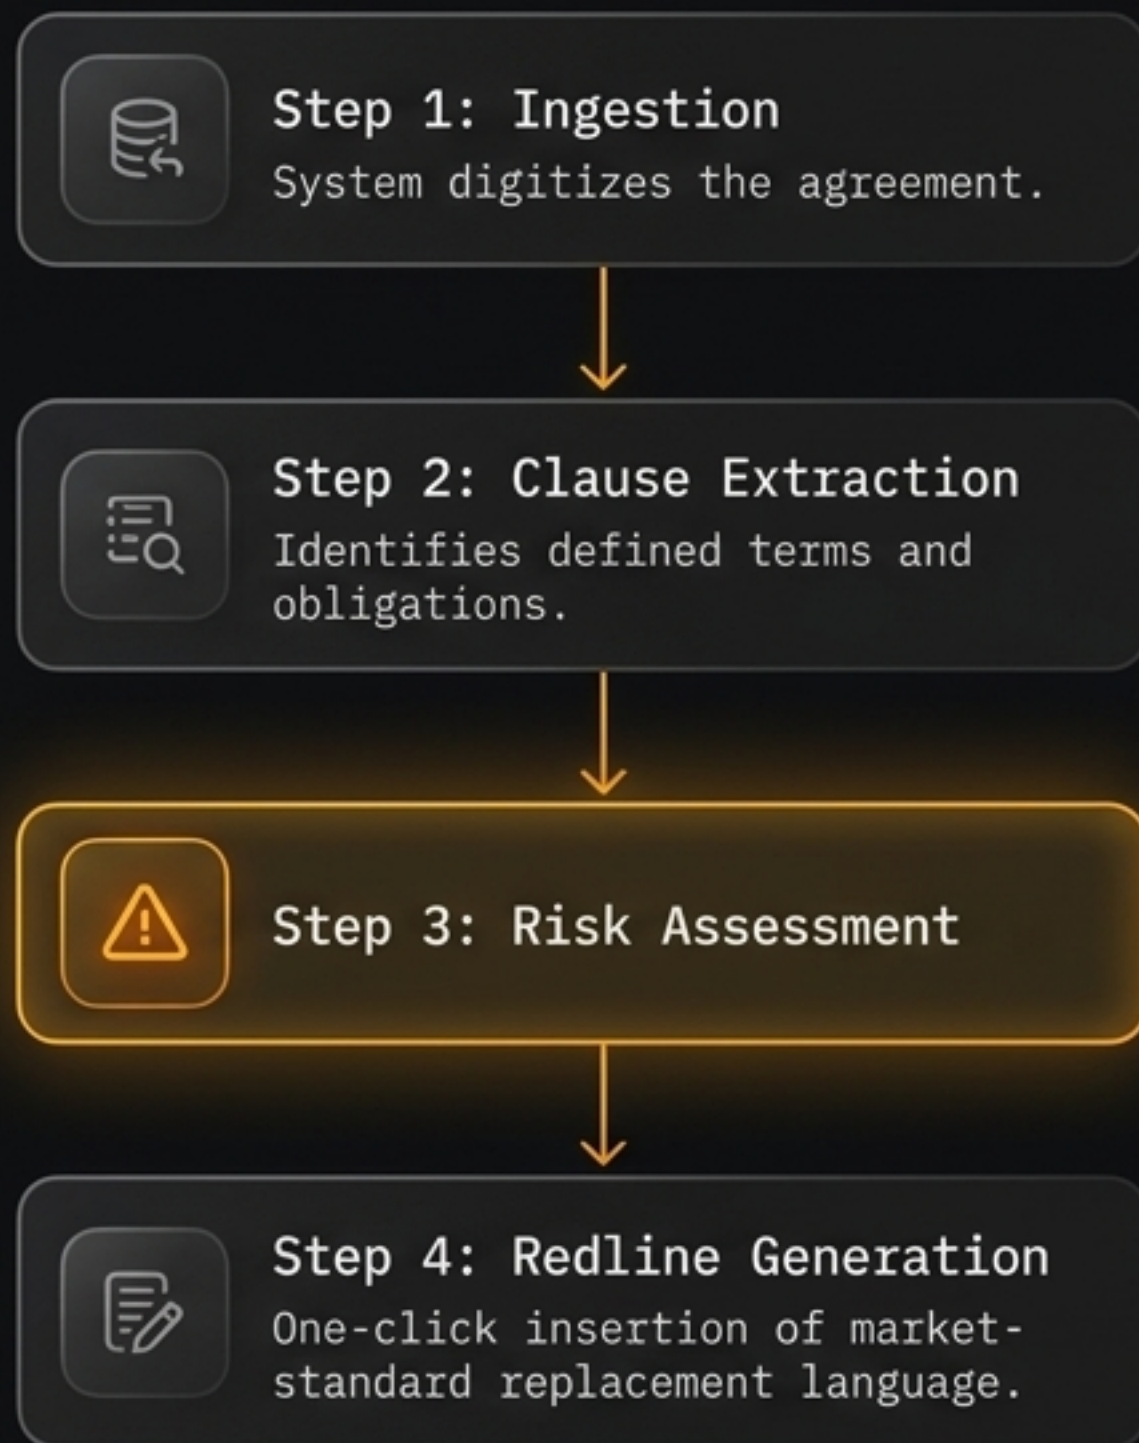 Step 1: Ingestion
System digitizes the agreement.
Step 2: Clause Extraction
Identifies defined terms and
obligations.
Step 3: Risk Assessment
Step 4: Redline Generation
One-click insertion of market-
standard replacement language.